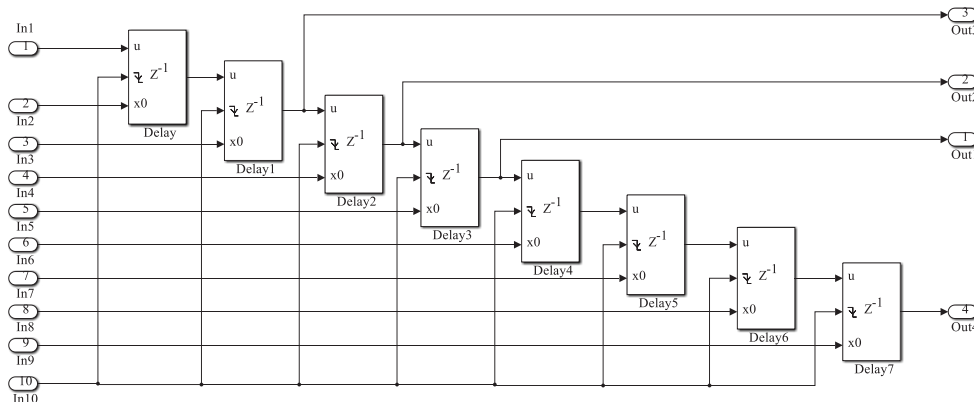 In1
1
2
In2
3
In3
4
In4
5
In5
6
In6
7
In7
8
In8
9
In9
10
In10
u
Z-1
x0
Delay
u
Z-1
x0
Delay1
u
Z-1
x0
Delay2
u
Z-1
x0
Delay3
u
Z-1
x0
Delay4
u
Z-1
x0
Delay5
u
Z-1
x0
Delay6
u
Z-1
x0
Delay7
3
2
1
4